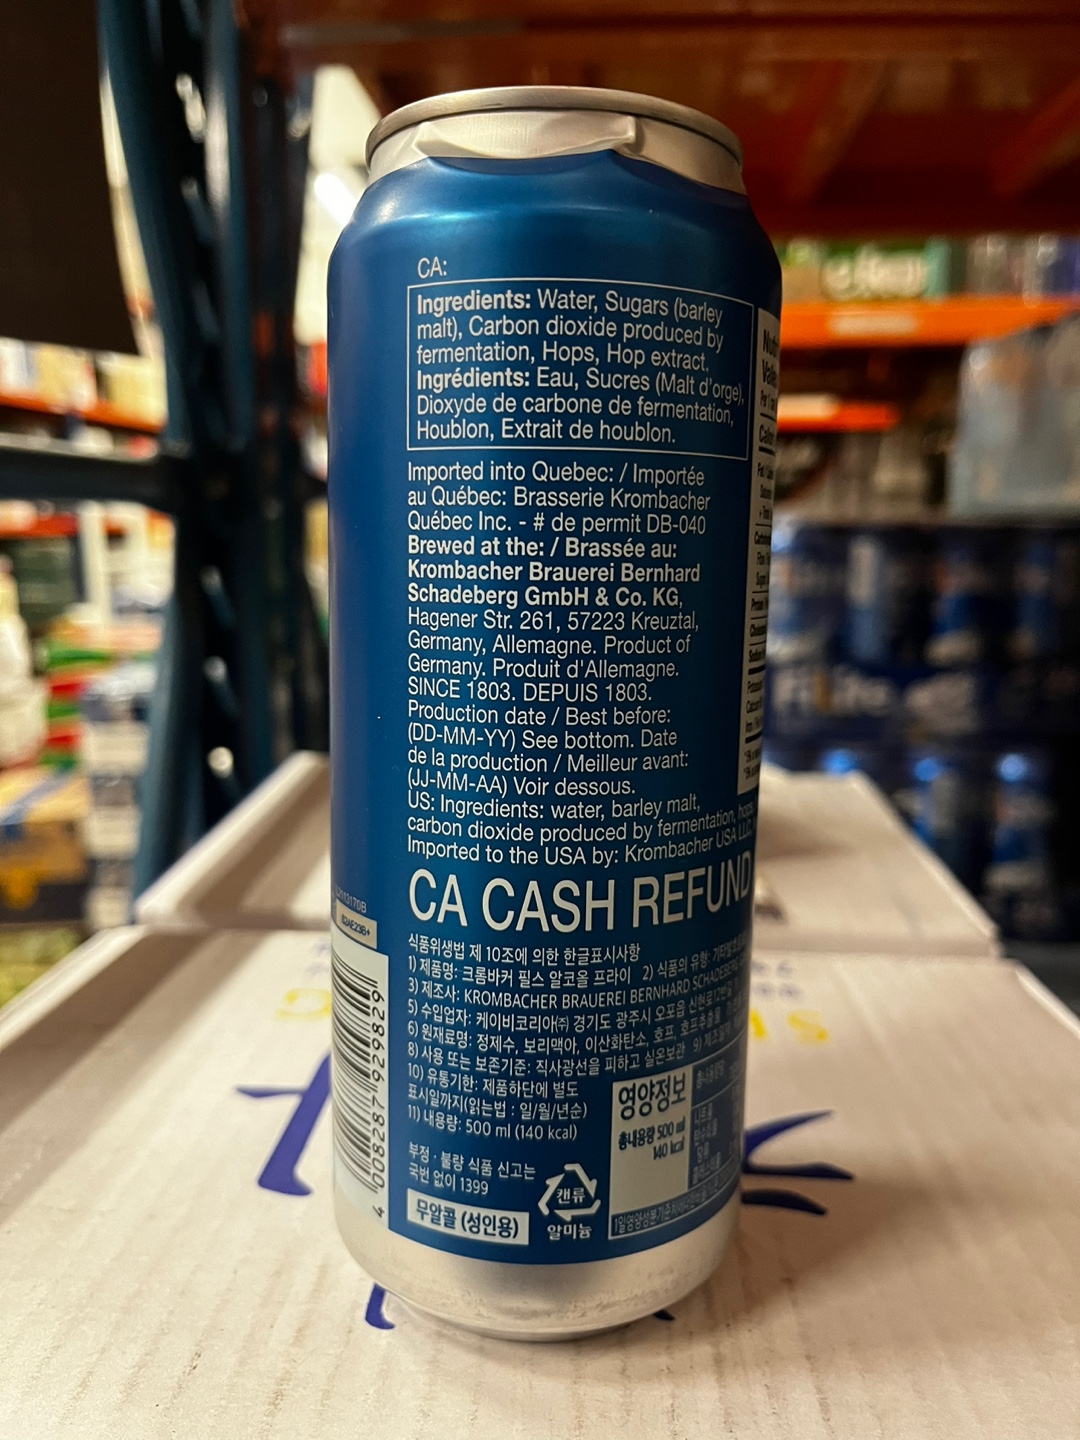 CA:
Ingredients: Water, Sugars (barley
malt), Carbon dioxide produced by
fermentation, Hops, Hop extract.
Ingrédients: Eau, Sucres (Malt d'orge),
Dioxyde de carbone de fermentation,
Houblon, Extrait de houblon.
Imported into Quebec: / Importée
au Québec: Brasserie Krombacher
Québec Inc. - # de permit DB-040
Brewed at the: / Brassée au:
Krombacher Brauerei Bernhard
Schadeberg GmbH & Co. KG,
Hagener Str. 261, 57223 Kreuztal,
Germany, Allemagne. Product of
Germany. Produit d'Allemagne.
SINCE 1803. DEPUIS 1803.
Production date / Best before:
(DD-MM-YY) See bottom. Date
de la production / Meilleur avant:
(JJ-MM-AA) Voir dessous.
US: Ingredients: water, barley malt,
carbon dioxide produced by fermentation, hops
Imported to the USA by: Krombacher USA LLC,
CA CASH REFUND
식품위생법 제 10조에 의한 한글표시사항
1) 제품명: 크롬바커 필스 알코올 프라이 2) 식품의 유형:
3) 제조사: KROMBACHER BRAUEREI BERNHARD SCHADEBERG
5) 수입업자: 케이비코리아㈜ 경기도 광주시 오포읍
6) 원재료명: 정제수, 보리맥아, 이산화탄소, 호프, 호프추출물
8) 사용 또는 보존기준: 직사광선을 피하고 실온보관 9)
10) 유통기한: 제품하단에 별도
표시일까지(읽는법 : 일/월/년순)
11) 내용량: 500 ml (140 kcal)
영양정보
총내용량 500 ml
140 kcal
부정 · 불량 식품 신고는
국번 없이 1399
무알콜 (성인용)
캔류
알미늄
4 008287 929829